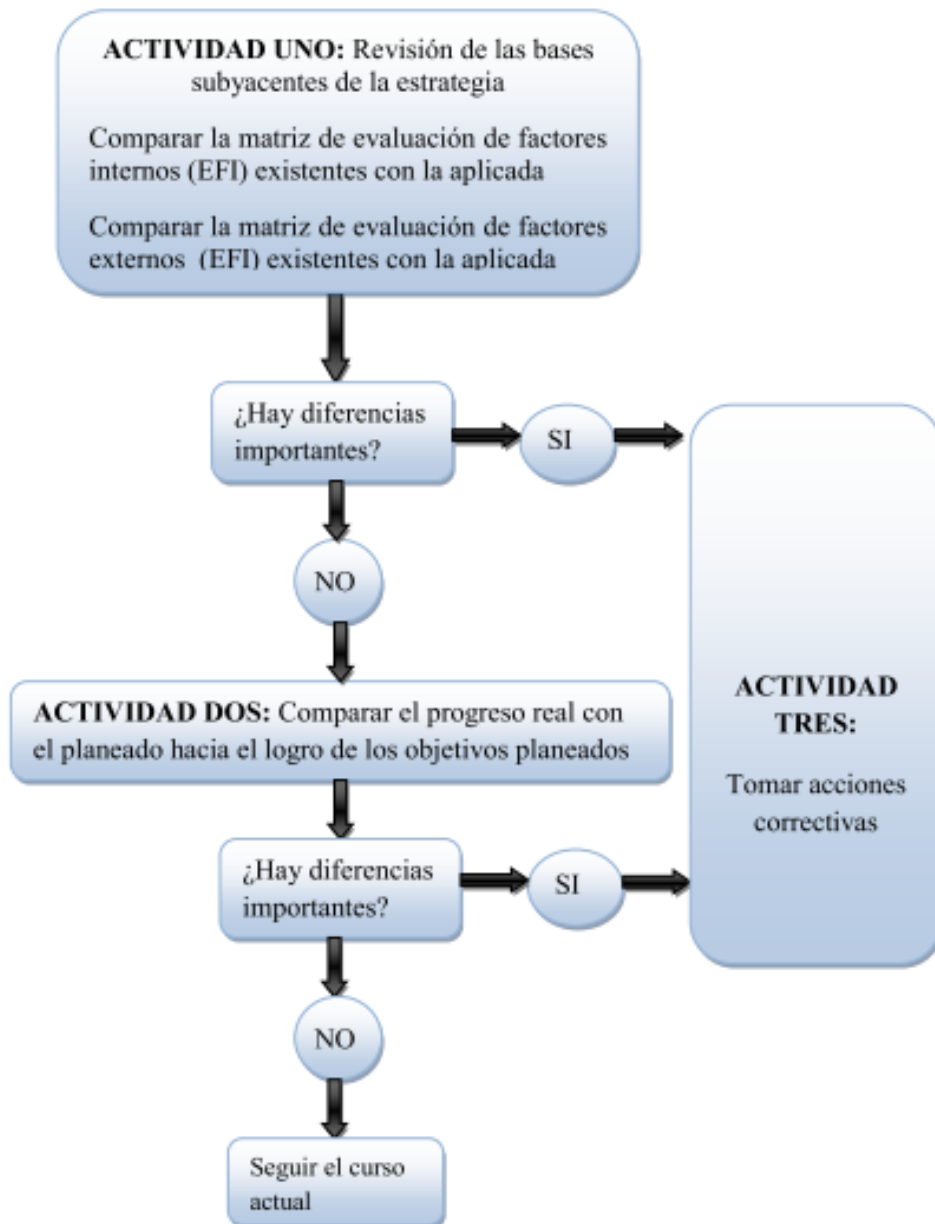 ACTIVIDAD UNO: Revisión de las bases
subyacentes de la estrategia
Comparar la matriz de evaluación de factores
internos (EFI) existentes con la aplicada
Comparar la matriz de evaluación de factores
externos (EFI) existentes con la aplicada
¿Hay diferencias
importantes?
SI
NO
ACTIVIDAD DOS: Comparar el progreso real con
el planeado hacia el logro de los objetivos planeados
¿Hay diferencias
importantes?
SI
NO
Seguir el curso
actual
ACTIVIDAD
TRES:
Tomar acciones
correctivas